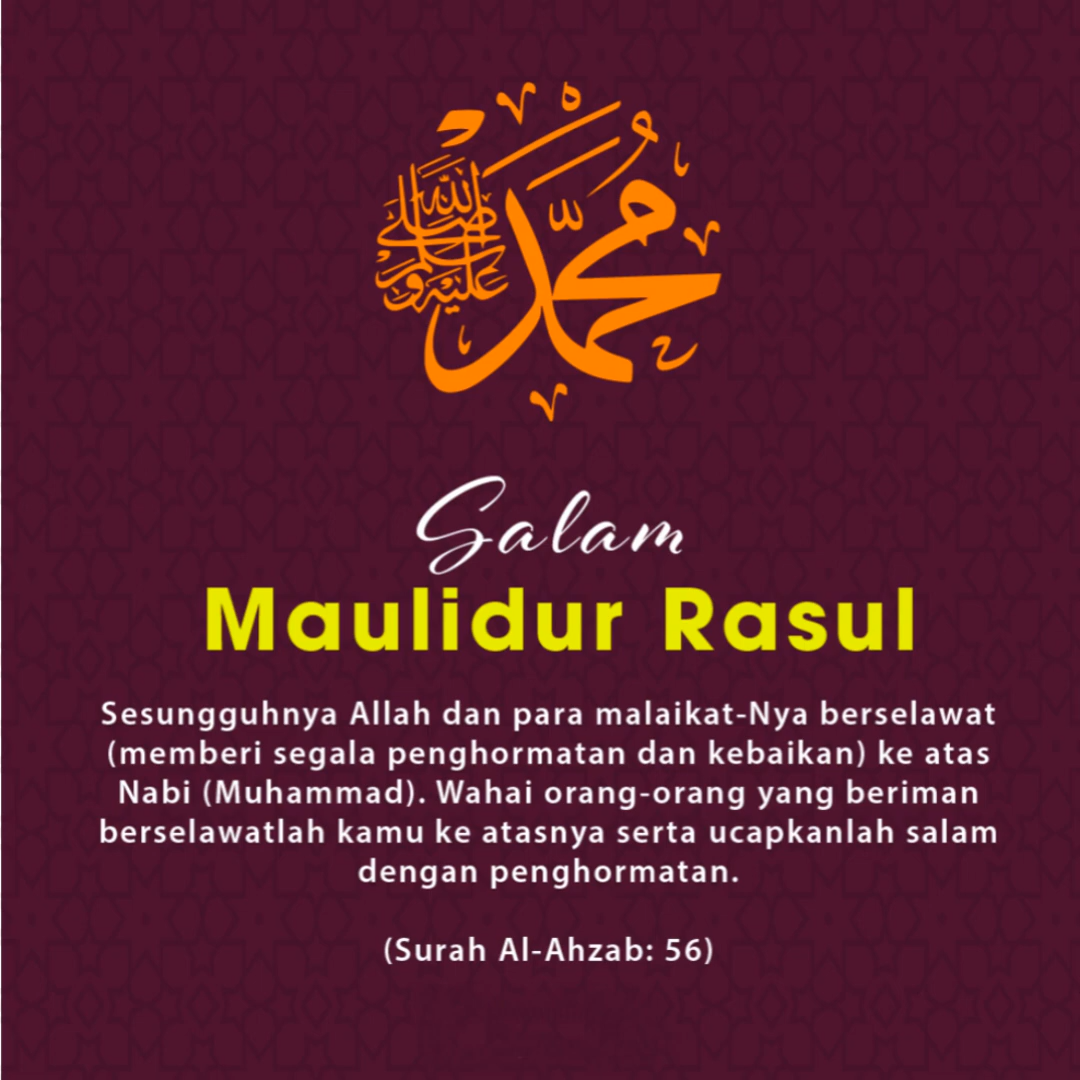 محمد
صلى الله
عليه وسلم
Salam
Maulidur Rasul
Sesungguhnya Allah dan para malaikat-Nya berselawat
(memberi segala penghormatan dan kebaikan) ke atas
Nabi (Muhammad). Wahai orang-orang yang beriman
berselawatlah kamu ke atasnya serta ucapkanlah salam
dengan penghormatan.
(Surah Al-Ahzab: 56)